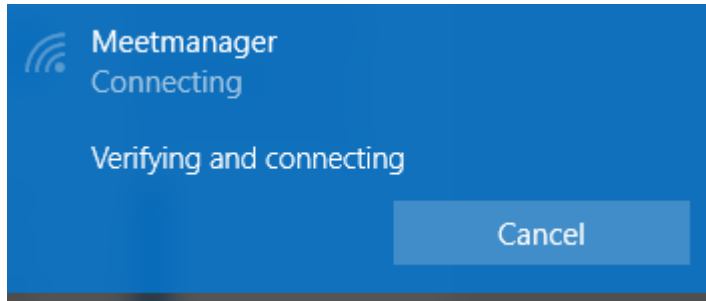 Meetmanager
Connecting
Verifying and connecting
Cancel